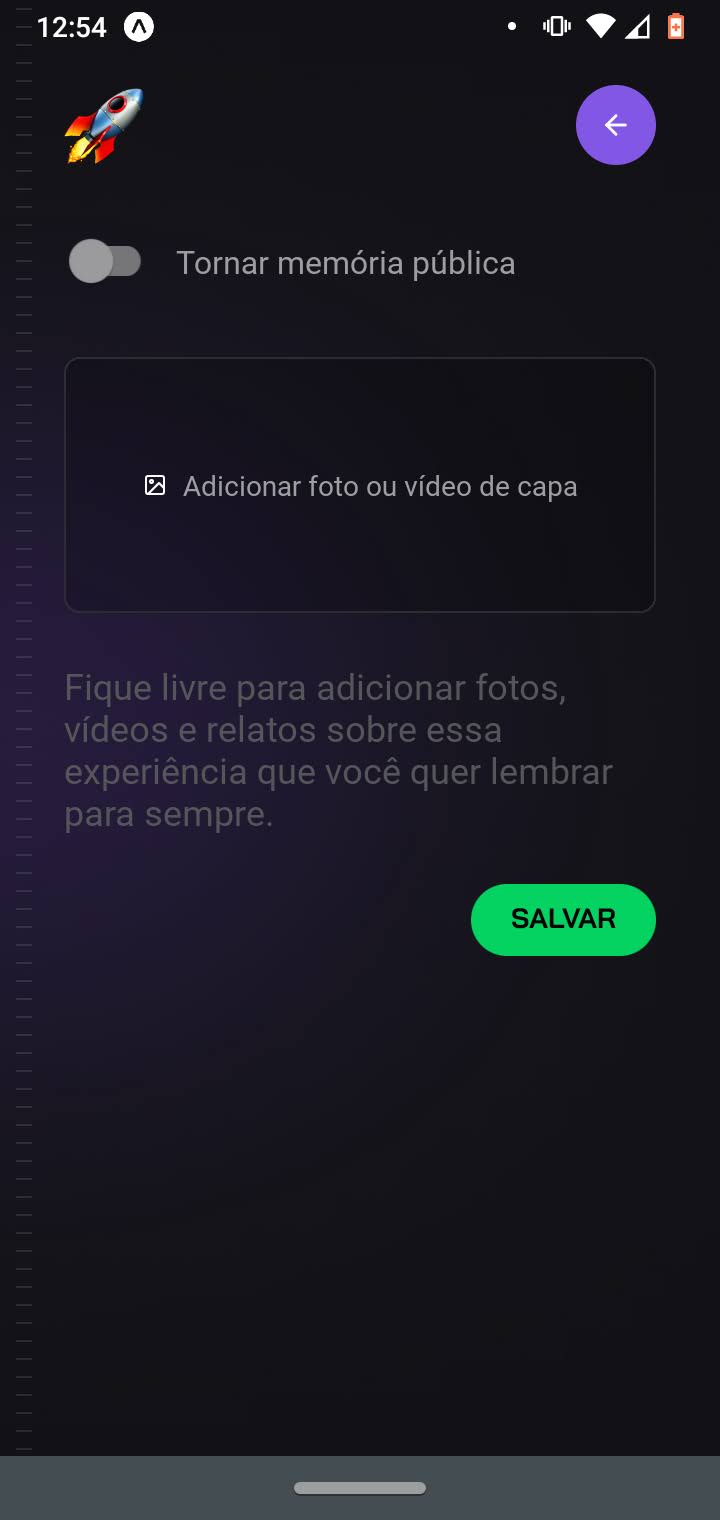 12:54
Tornar memória pública
Adicionar foto ou vídeo de capa
Fique livre para adicionar fotos,
vídeos e relatos sobre essa
experiência que você quer lembrar
para sempre.
SALVAR